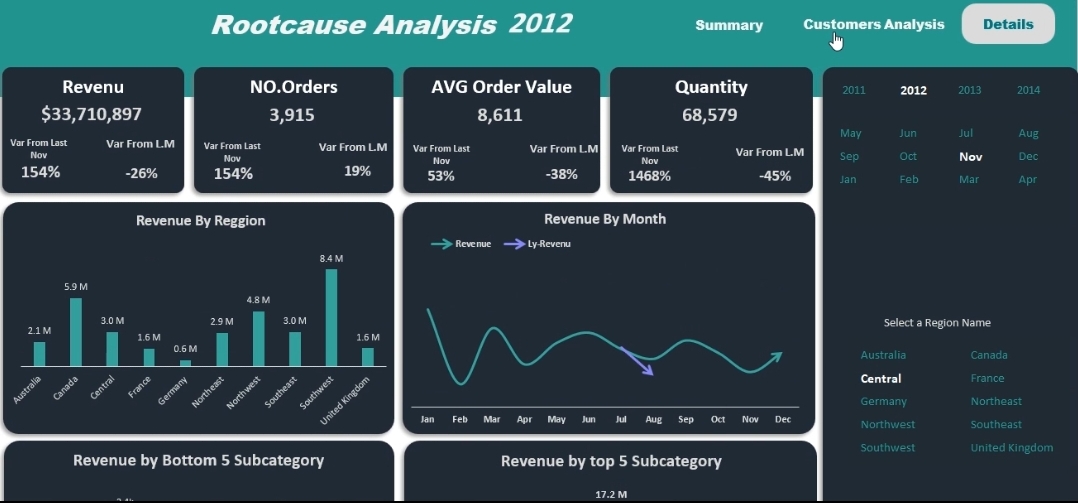 Rootcause Analysis 2012
Summary
Customers Analysis
Details
Revenu
$33,710,897
Var From Last Nov
154%
Var From L.M
-26%
NO.Orders
3,915
Var From Last Nov
154%
Var From L.M
19%
AVG Order Value
8,611
Var From Last Nov
53%
Var From L.M
-38%
Quantity
68,579
Var From Last Nov
1468%
Var From L.M
-45%
2011 2012 2013 2014
May Jun Jul Aug
Sep Oct Nov Dec
Jan Feb Mar Apr
Revenue By Reggion
2.1 M 5.9 M 3.0 M 1.6 M 0.6 M 2.9 M 4.8 M 3.0 M 8.4 M 1.6 M
Australia Canada Central France Germany Northeast Northwest Southeast Southwest United Kingdom
Revenue By Month
Revenue Ly-Revenu
Jan Feb Mar Apr May Jun Jul Aug Sep Oct Nov Dec
Select a Region Name
Australia Canada
Central France
Germany Northeast
Northwest Southeast
Southwest United Kingdom
Revenue by Bottom 5 Subcategory
Revenue by top 5 Subcategory
17.2 M